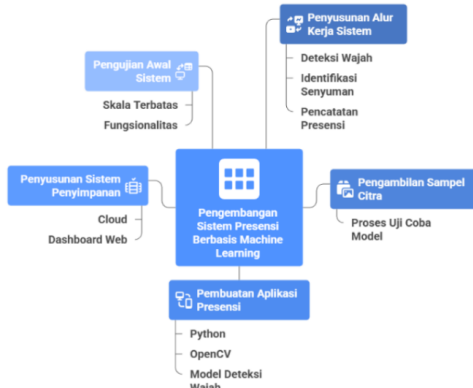 Penyusunan Alur
Kerja Sistem
Deteksi Wajah
Identifikasi
Senyuman
Pencatatan
Presensi
Pengujian Awal
Sistem
Skala Terbatas
Fungsionalitas
Penyusunan Sistem
Penyimpanan
Cloud
Dashboard Web
Pengembangan
Sistem Presensi
Berbasis Machine
Learning
Pengambilan Sampel
Citra
Proses Uji Coba
Model
Pembuatan Aplikasi
Presensi
Python
OpenCV
Model Deteksi
Wajah